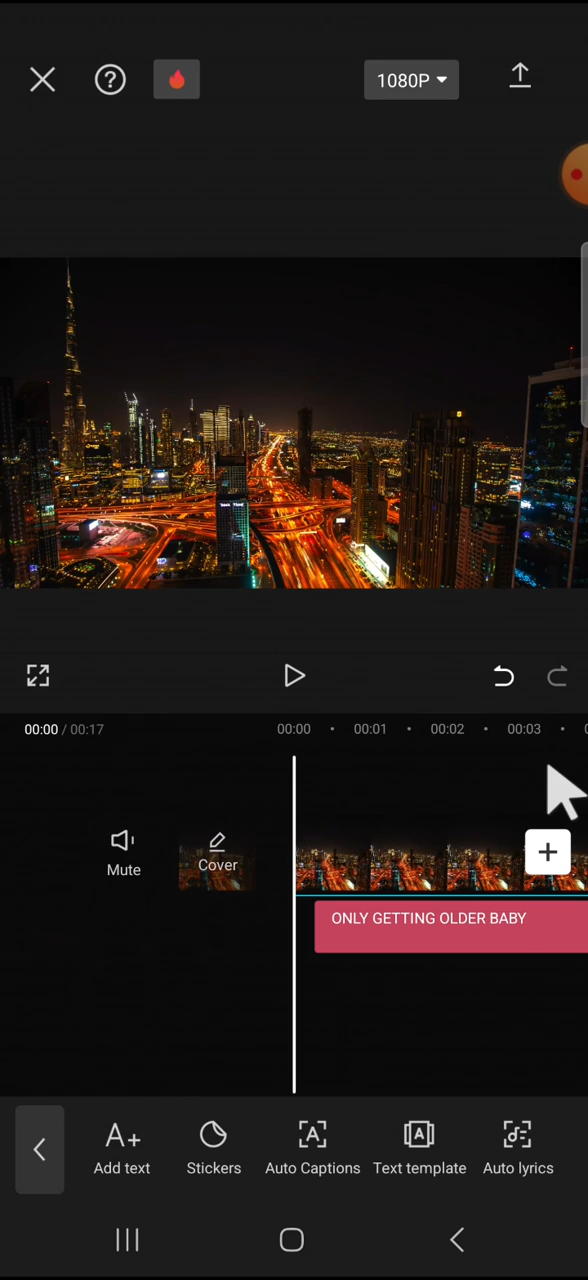 1080P
00:00 / 00:17
00:00 • 00:01 • 00:02 • 00:03 •
Mute
Cover
ONLY GETTING OLDER BABY
Add text
Stickers
Auto Captions
Text template
Auto lyrics